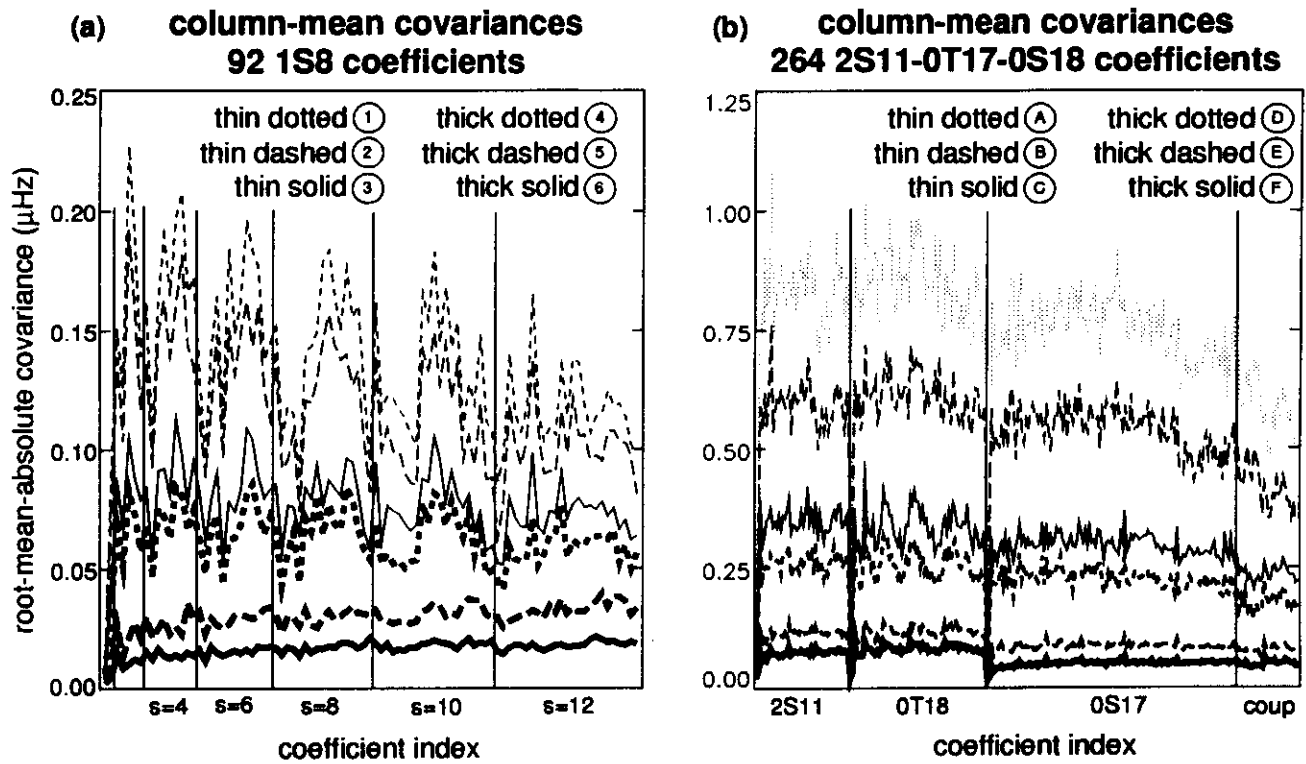 (a) column-mean covariances
92 1S8 coefficients
0.25
0.20
0.15
0.10
0.05
0.00
root-mean-absolute covariance (μHz)
thin dotted 1
thin dashed 2
thin solid 3
thick dotted 4
thick dashed 5
thick solid 6
s=4 s=6 s=8 s=10 s=12
coefficient index
(b) column-mean covariances
264 2S11-0T17-0S18 coefficients
1.25
1.00
0.75
0.50
0.25
0.00
thin dotted A
thin dashed B
thin solid C
thick dotted D
thick dashed E
thick solid F
2S11 0T18 0S17 coup
coefficient index